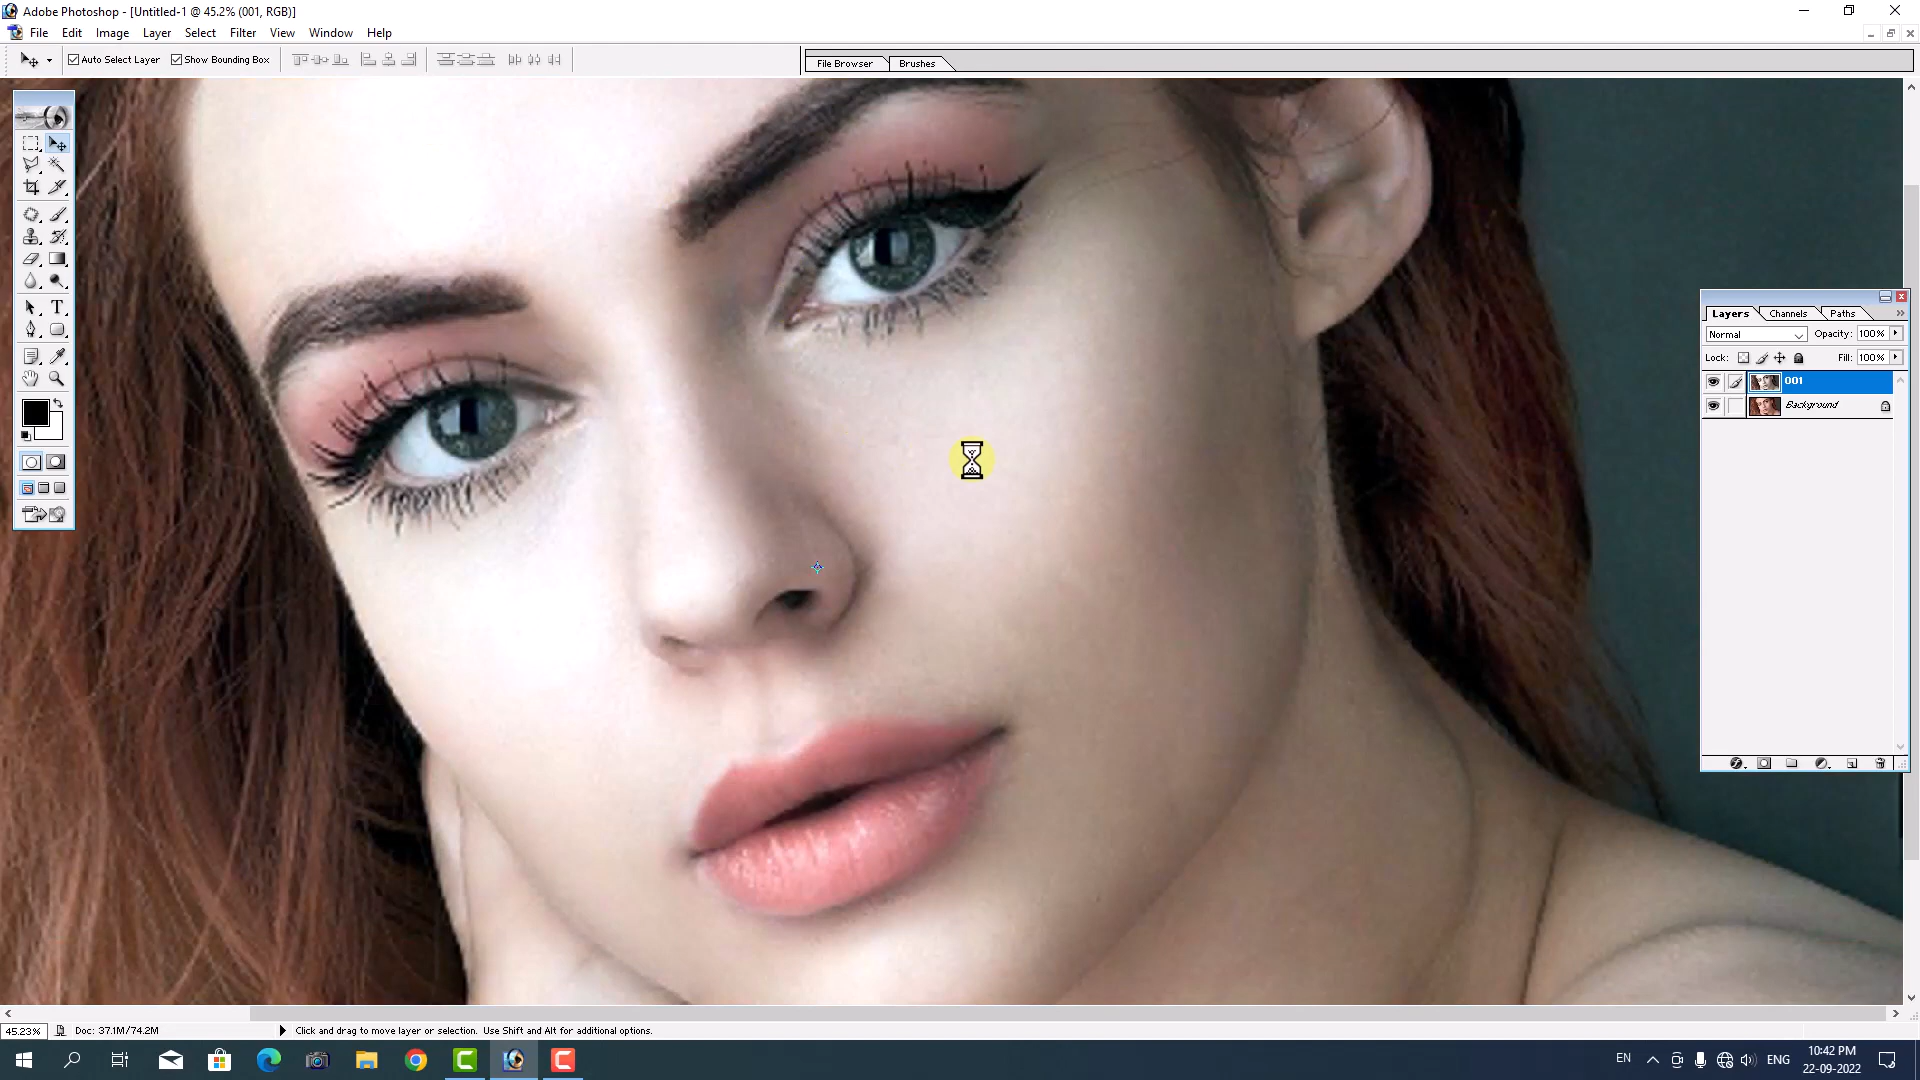 Adobe Photoshop - [Untitled-1 @ 45.2% (001, RGB)]
File Edit Image Layer Select Filter View Window Help
Auto Select Layer Show Bounding Box
File Browser Brushes
Layers Channels Paths
Normal Opacity: 100%
Lock: Fill: 100%
001
Background
45.23% Doc: 37.1M/74.2M Click and drag to move layer or selection. Use Shift and Alt for additional options.
EN ENG 10:42 PM
22-09-2022